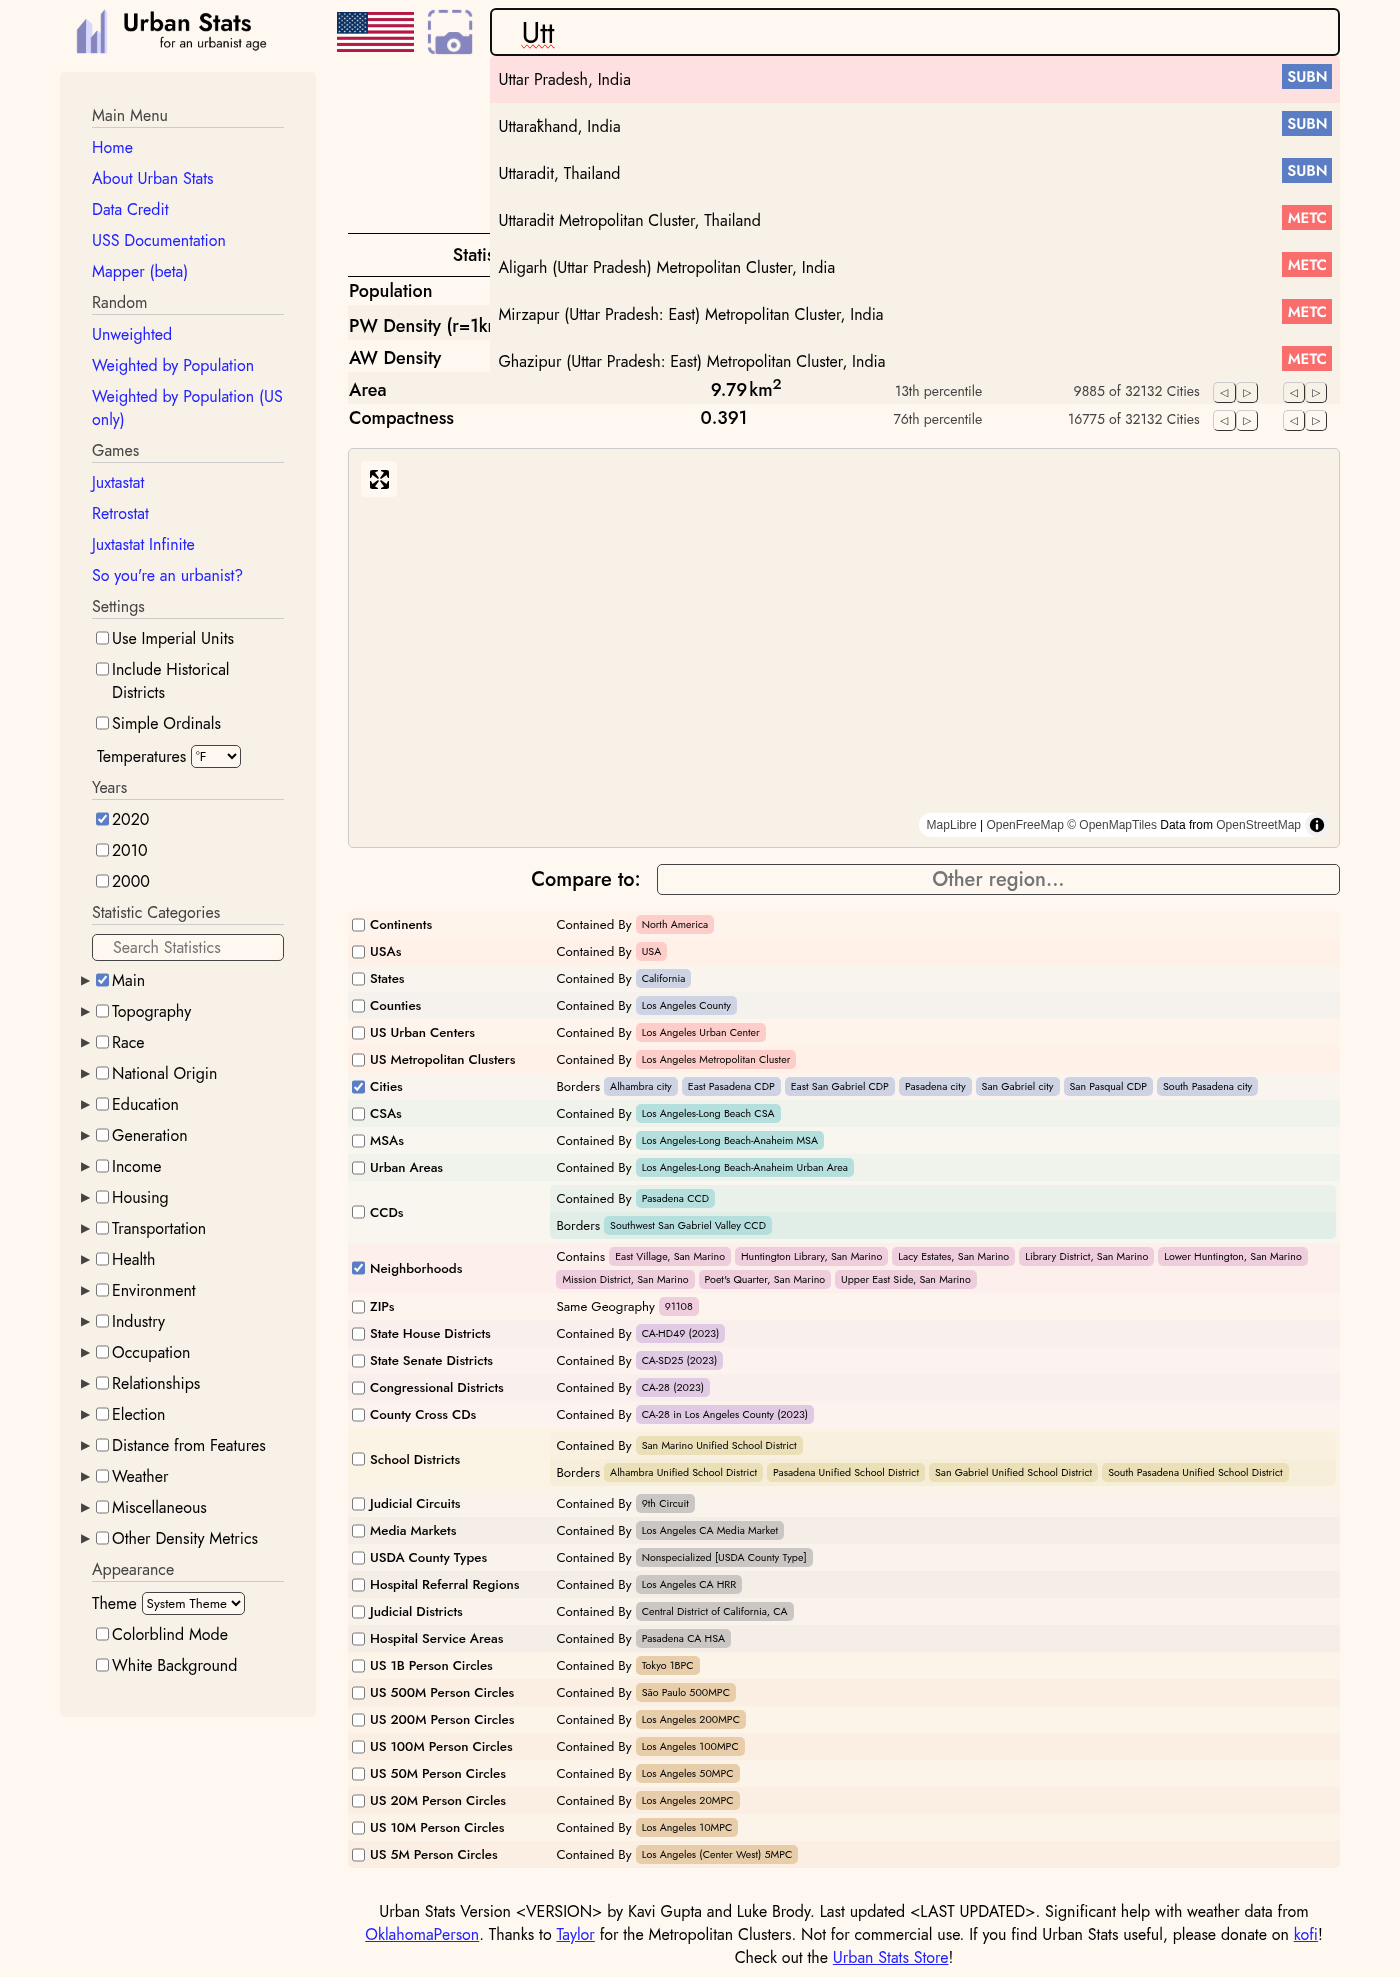 Urban Stats
for an urbanist age
Utt
Uttar Pradesh, India SUBN
Uttarākhand, India SUBN
Uttaradit, Thailand SUBN
Uttaradit Metropolitan Cluster, Thailand METC
Aligarh (Uttar Pradesh) Metropolitan Cluster, India METC
Mirzapur (Uttar Pradesh: East) Metropolitan Cluster, India METC
Ghazipur (Uttar Pradesh: East) Metropolitan Cluster, India METC
Main Menu
Home
About Urban Stats
Data Credit
USS Documentation
Mapper (beta)
Random
Unweighted
Weighted by Population
Weighted by Population (US
only)
Games
Juxtastat
Retrostat
Juxtastat Infinite
So you're an urbanist?
Settings
Use Imperial Units
Include Historical
Districts
Simple Ordinals
Temperatures °F
Years
2020
2010
2000
Statistic Categories
Search Statistics
Main
Topography
Race
National Origin
Education
Generation
Income
Housing
Transportation
Health
Environment
Industry
Occupation
Relationships
Election
Distance from Features
Weather
Miscellaneous
Other Density Metrics
Appearance
Theme System Theme
Colorblind Mode
White Background
Statis
Population
PW Density (r=1k
AW Density
Area 9.79 km² 13th percentile 9885 of 32132 Cities
Compactness 0.391 76th percentile 16775 of 32132 Cities
MapLibre | OpenFreeMap © OpenMapTiles Data from OpenStreetMap
Compare to: Other region...
Continents Contained By North America
USAs Contained By USA
States Contained By California
Counties Contained By Los Angeles County
US Urban Centers Contained By Los Angeles Urban Center
US Metropolitan Clusters Contained By Los Angeles Metropolitan Cluster
Cities Borders Alhambra city East Pasadena CDP East San Gabriel CDP Pasadena city San Gabriel city San Pasqual CDP South Pasadena city
CSAs Contained By Los Angeles-Long Beach CSA
MSAs Contained By Los Angeles-Long Beach-Anaheim MSA
Urban Areas Contained By Los Angeles-Long Beach-Anaheim Urban Area
CCDs Contained By Pasadena CCD
Borders Southwest San Gabriel Valley CCD
Neighborhoods Contains East Village, San Marino Huntington Library, San Marino Lacy Estates, San Marino Library District, San Marino Lower Huntington, San Marino
Mission District, San Marino Poet's Quarter, San Marino Upper East Side, San Marino
ZIPs Same Geography 91108
State House Districts Contained By CA-HD49 (2023)
State Senate Districts Contained By CA-SD25 (2023)
Congressional Districts Contained By CA-28 (2023)
County Cross CDs Contained By CA-28 in Los Angeles County (2023)
School Districts Contained By San Marino Unified School District
Borders Alhambra Unified School District Pasadena Unified School District San Gabriel Unified School District South Pasadena Unified School District
Judicial Circuits Contained By 9th Circuit
Media Markets Contained By Los Angeles CA Media Market
USDA County Types Contained By Nonspecialized [USDA County Type]
Hospital Referral Regions Contained By Los Angeles CA HRR
Judicial Districts Contained By Central District of California, CA
Hospital Service Areas Contained By Pasadena CA HSA
US 1B Person Circles Contained By Tokyo 1BPC
US 500M Person Circles Contained By São Paulo 500MPC
US 200M Person Circles Contained By Los Angeles 200MPC
US 100M Person Circles Contained By Los Angeles 100MPC
US 50M Person Circles Contained By Los Angeles 50MPC
US 20M Person Circles Contained By Los Angeles 20MPC
US 10M Person Circles Contained By Los Angeles 10MPC
US 5M Person Circles Contained By Los Angeles (Center West) 5MPC
Urban Stats Version <VERSION> by Kavi Gupta and Luke Brody. Last updated <LAST UPDATED>. Significant help with weather data from
OklahomaPerson. Thanks to Taylor for the Metropolitan Clusters. Not for commercial use. If you find Urban Stats useful, please donate on kofi!
Check out the Urban Stats Store!